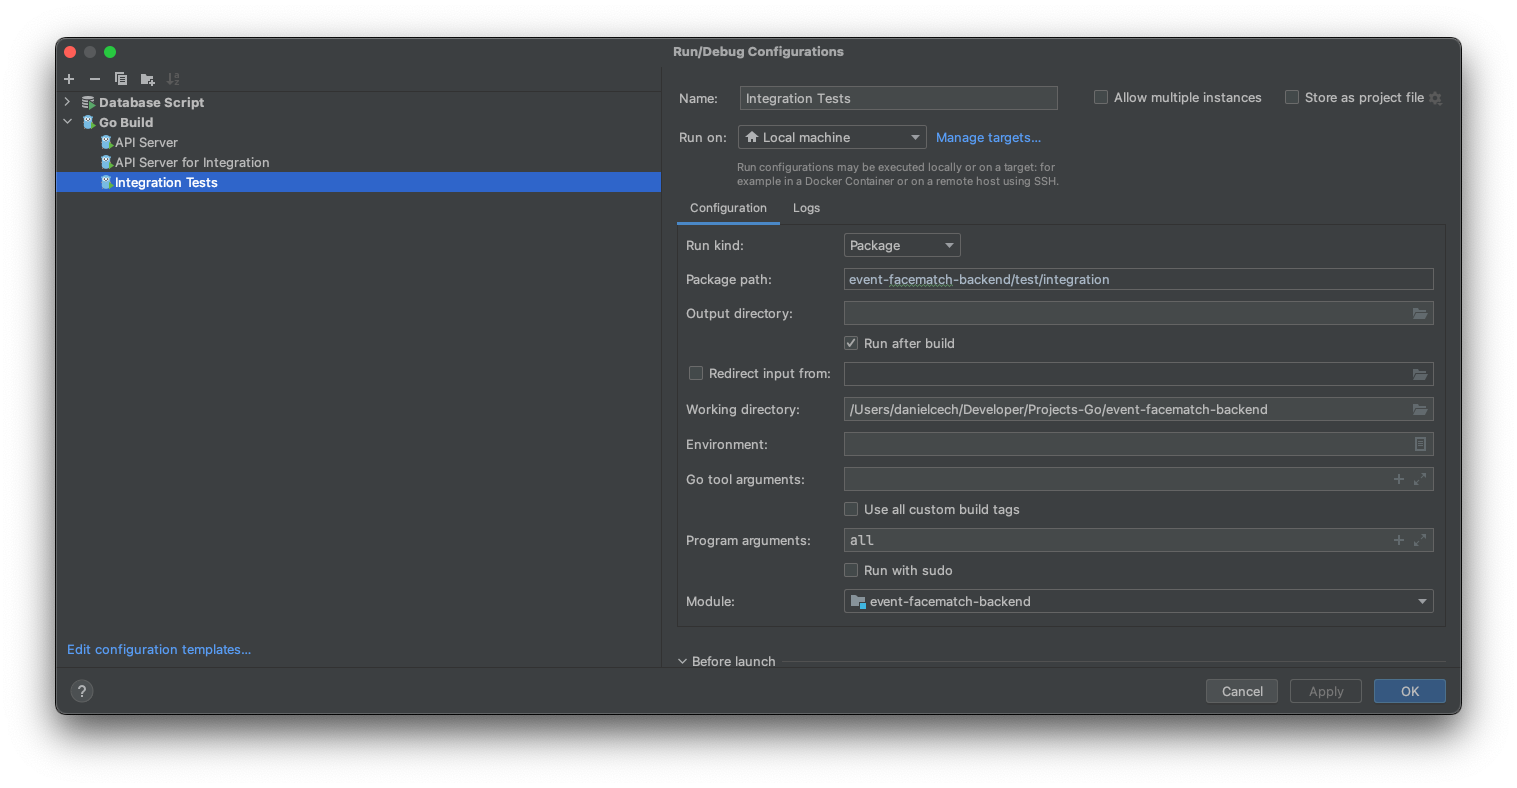 Run/Debug Configurations
Database Script
Go Build
API Server
API Server for Integration
Integration Tests
Edit configuration templates...
?
Name:
Integration Tests
Allow multiple instances
Store as project file
Run on:
Local machine
Manage targets...
Run configurations may be executed locally or on a target: for
example in a Docker Container or on a remote host using SSH.
Configuration
Logs
Run kind:
Package
Package path:
event-facematch-backend/test/integration
Output directory:
Run after build
Redirect input from:
Working directory:
/Users/danielcech/Developer/Projects-Go/event-facematch-backend
Environment:
Go tool arguments:
Use all custom build tags
Program arguments:
all
Run with sudo
Module:
event-facematch-backend
Before launch
Cancel
Apply
OK